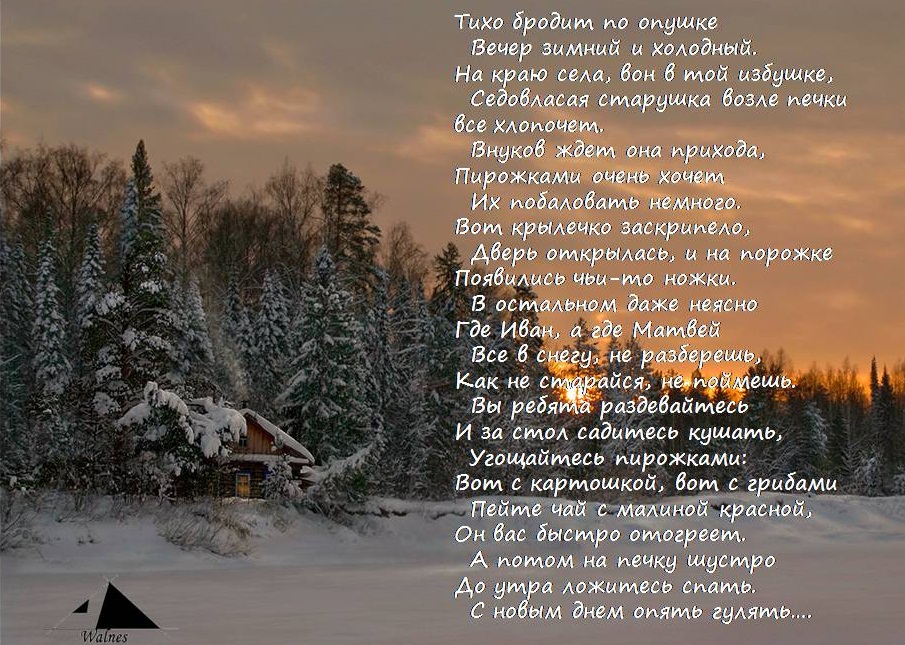 Тихо бродит по опушке
Вечер зимний и холодный.
На краю села, вон в той избушке,
Седовласая старушка возле печки
все хлопочет.
Внуков ждет она прихода,
Пирожками очень хочет
Их побаловать немного.
Вот крылечко заскрипело,
Дверь открылась, и на порожке
Появились чьи-то ножки.
В остальном даже неясно
Где Иван, а где Матвей
Все в снегу, не разберешь,
Как не старайся, не поймешь.
Вы ребята раздевайтесь
И за стол садитесь кушать,
Угощайтесь пирожками:
Вот с картошкой, вот с грибами
Пейте чай с малиной красной,
Он вас быстро отогреет.
А потом на печку шустро
До утра ложитесь спать.
С новым днем опять гулять....
Walnes